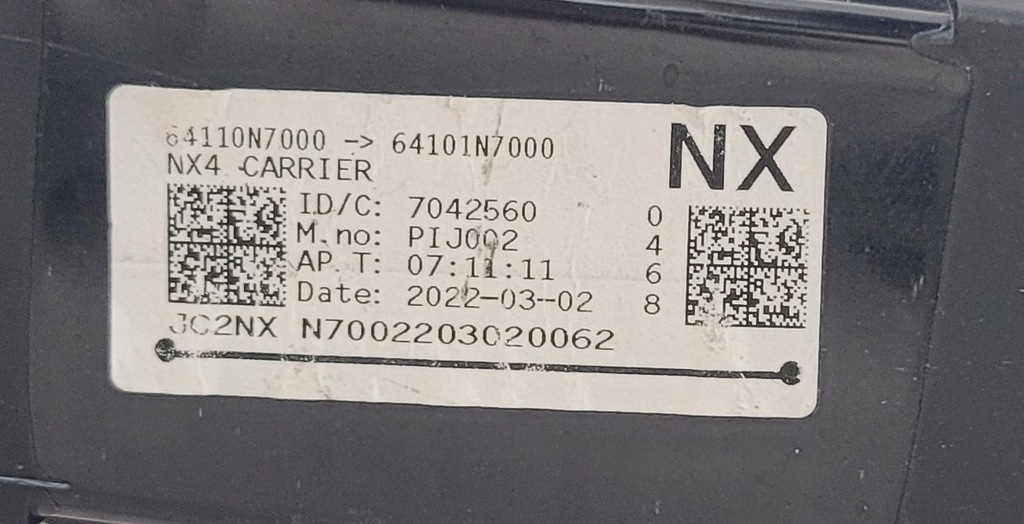 64110N7000 -> 64101N7000
NX
NX4 CARRIER
ID/C: 7042560
M.no: PIJ002
AP T: 07:11:11
Date: 2022-03-02
0
4
6
8
JC2NX N7002203020062